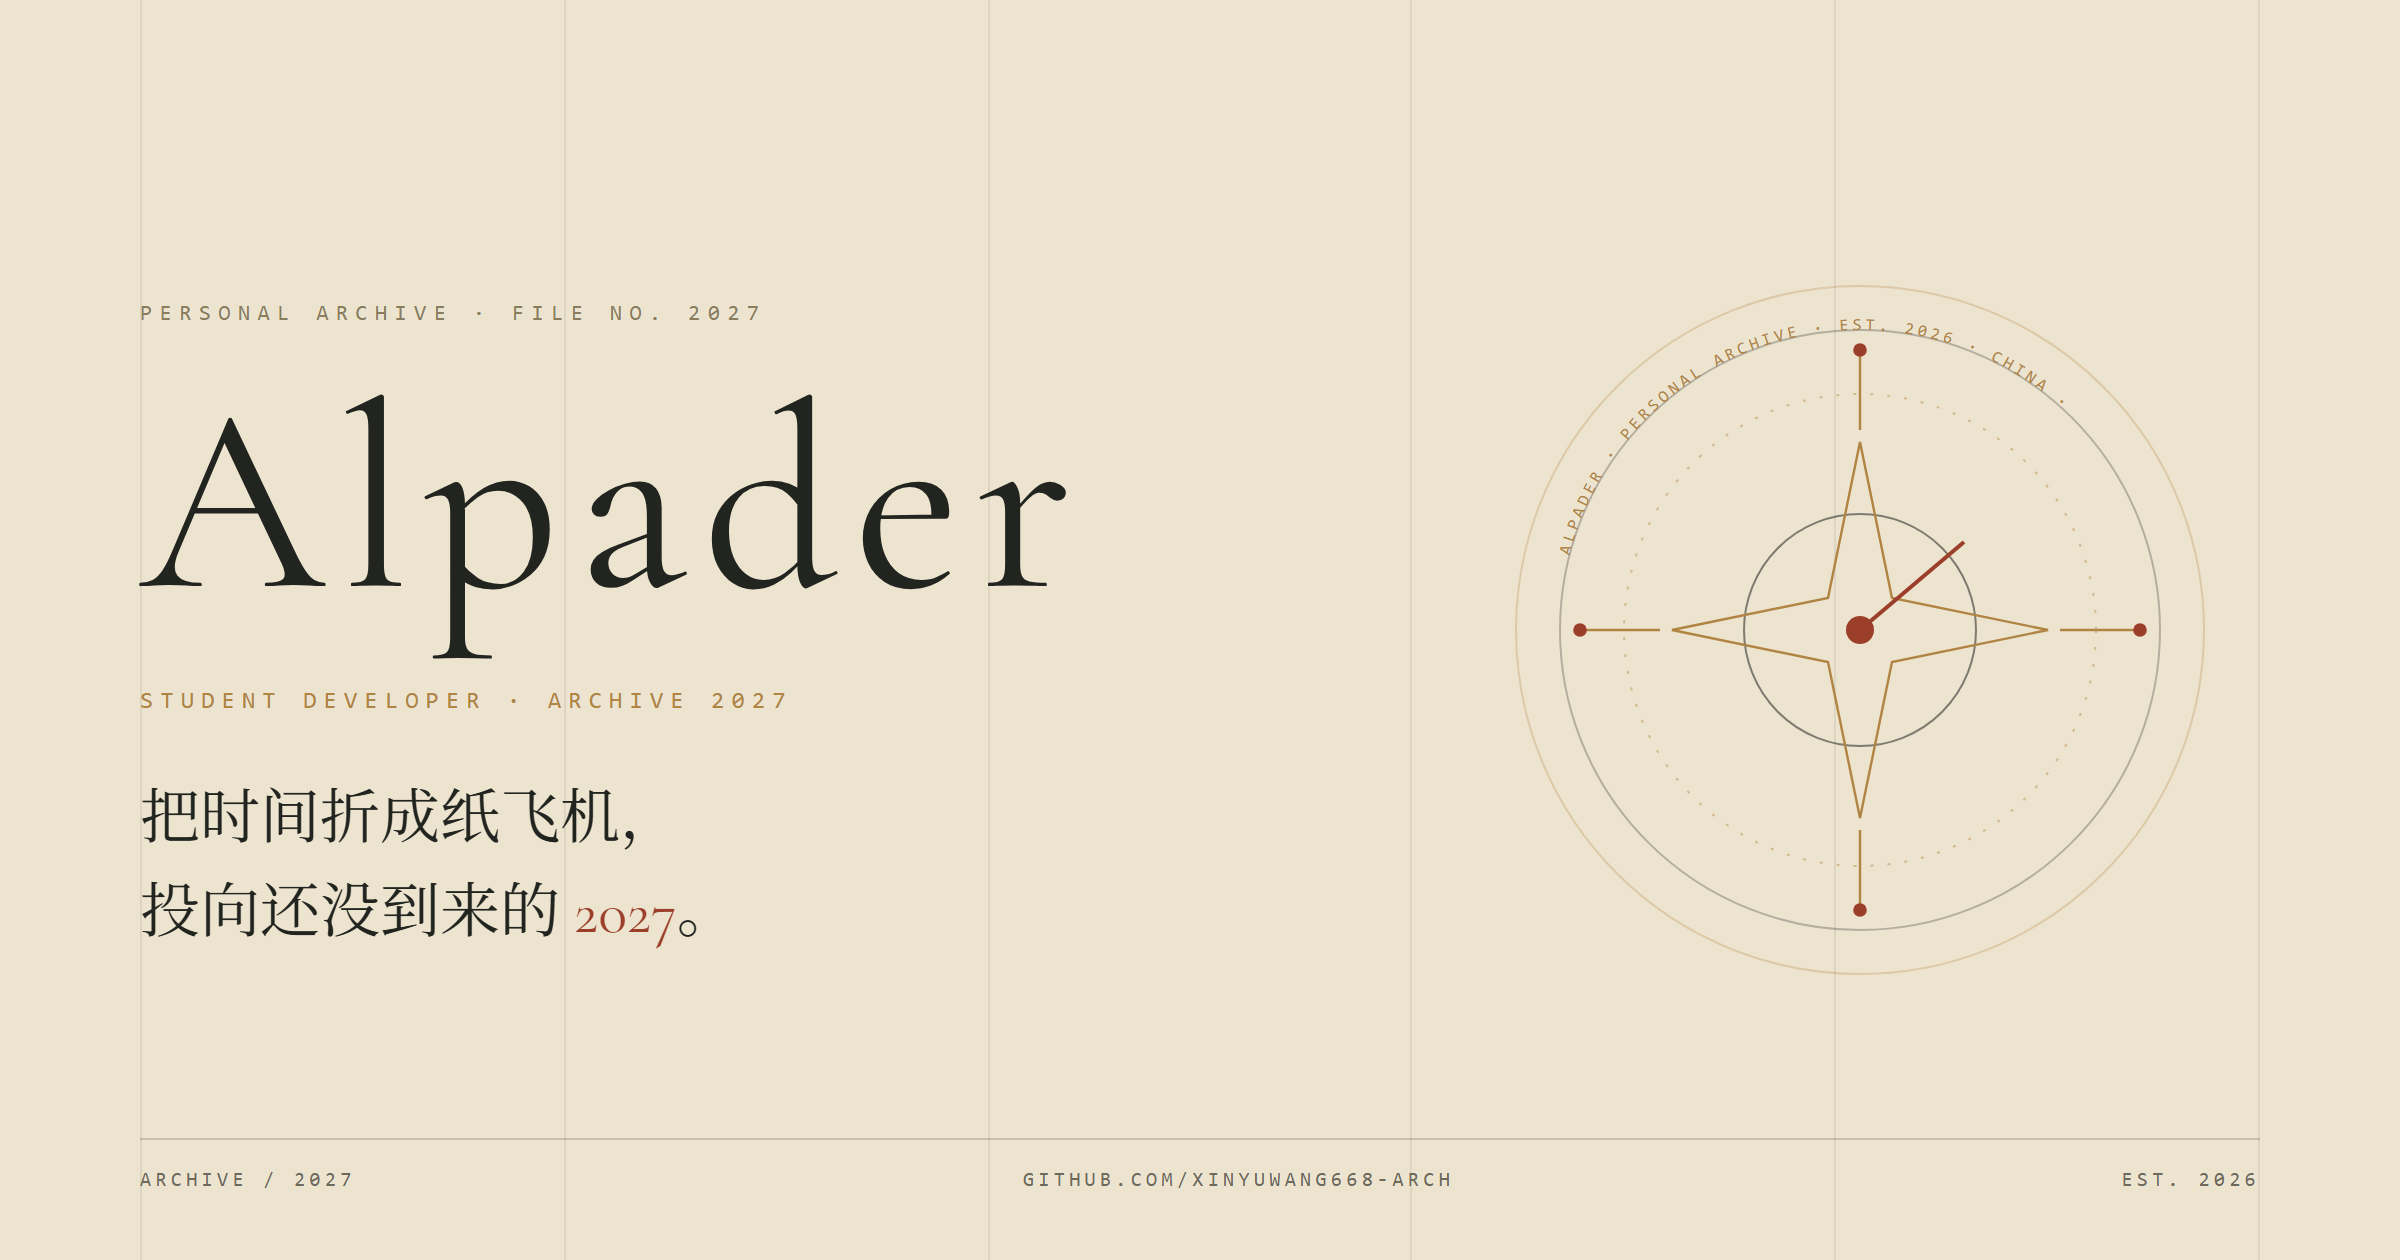 PERSONAL ARCHIVE · FILE NO. 2027
Alpader
STUDENT DEVELOPER · ARCHIVE 2027
把时间折成纸飞机，
投向还没到来的 2027。
ALPADER · PERSONAL ARCHIVE · EST. 2026 · CHINA ·
ARCHIVE / 2027
GITHUB.COM/XINYUWANG668-ARCH
EST. 2026